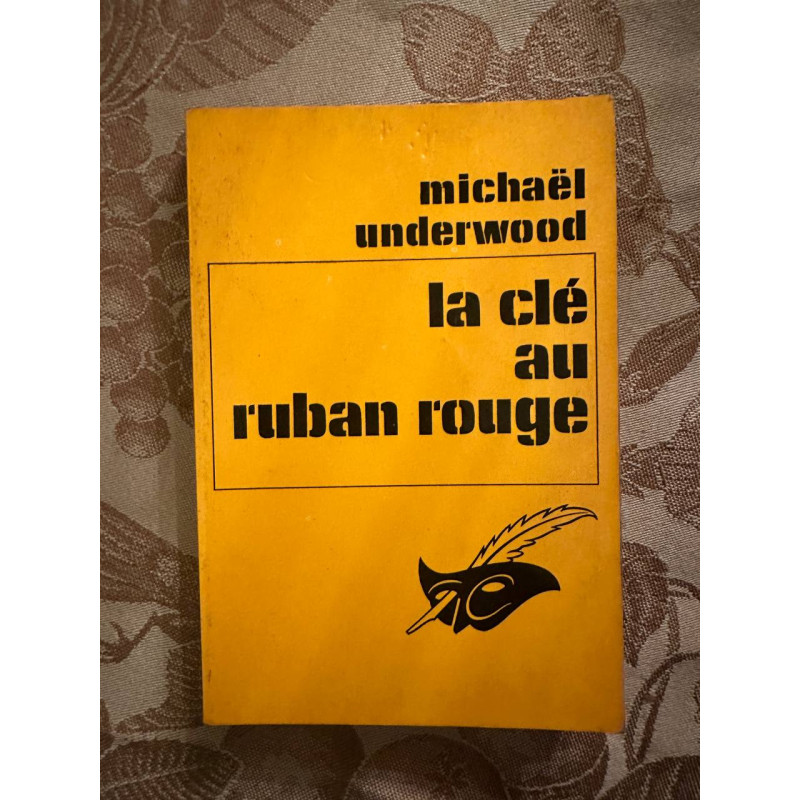 michaël
underwood
la clé
au
ruban rouge